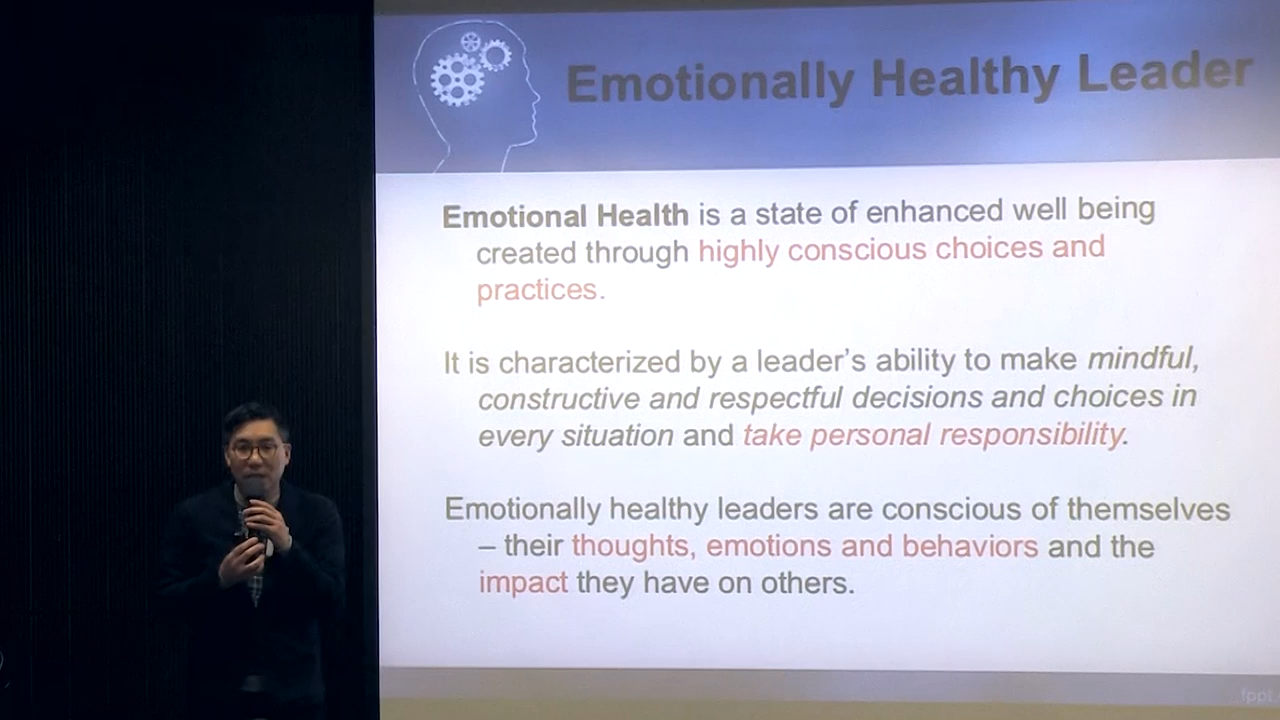 Emotionally Healthy Leader
Emotional Health is a state of enhanced well being
created through highly conscious choices and
practices.
It is characterized by a leader's ability to make mindful,
constructive and respectful decisions and choices in
every situation and take personal responsibility.
Emotionally healthy leaders are conscious of themselves
– their thoughts, emotions and behaviors and the
impact they have on others.
fppt